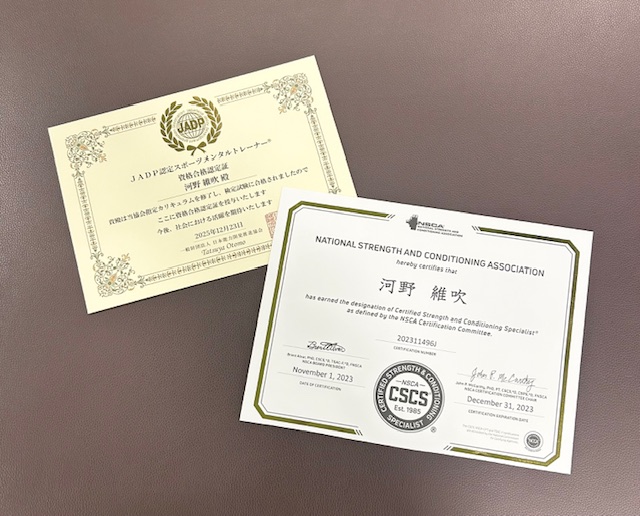 JADP
JADP認定スポーツメンタルトレーナー®
資格合格認定証
河野 維吹 殿
貴殿は当協会指定カリキュラムを修了し、検定試験に合格されましたので
ここに資格合格認定証を授与いたします
今後、社会における活躍を期待いたします
2025年12月23日
一般財団法人 日本能力開発推進協会
Tatsuya Otomo
NSCA
NATIONAL STRENGTH AND CONDITIONING ASSOCIATION
hereby certifies that
河野 維吹
has earned the designation of Certified Strength and Conditioning Specialist®
as defined by the NSCA Certification Committee.
202311496J
CERTIFICATION NUMBER
NSCA BOARD PRESIDENT
November 1, 2023
DATE OF CERTIFICATION
John P. McCarthy
NSCA CERTIFICATION COMMITTEE CHAIR
December 31, 2023
CERTIFICATION EXPIRATION DATE
CERTIFIED STRENGTH & CONDITIONING SPECIALIST
NSCA
CSCS
Est. 1985